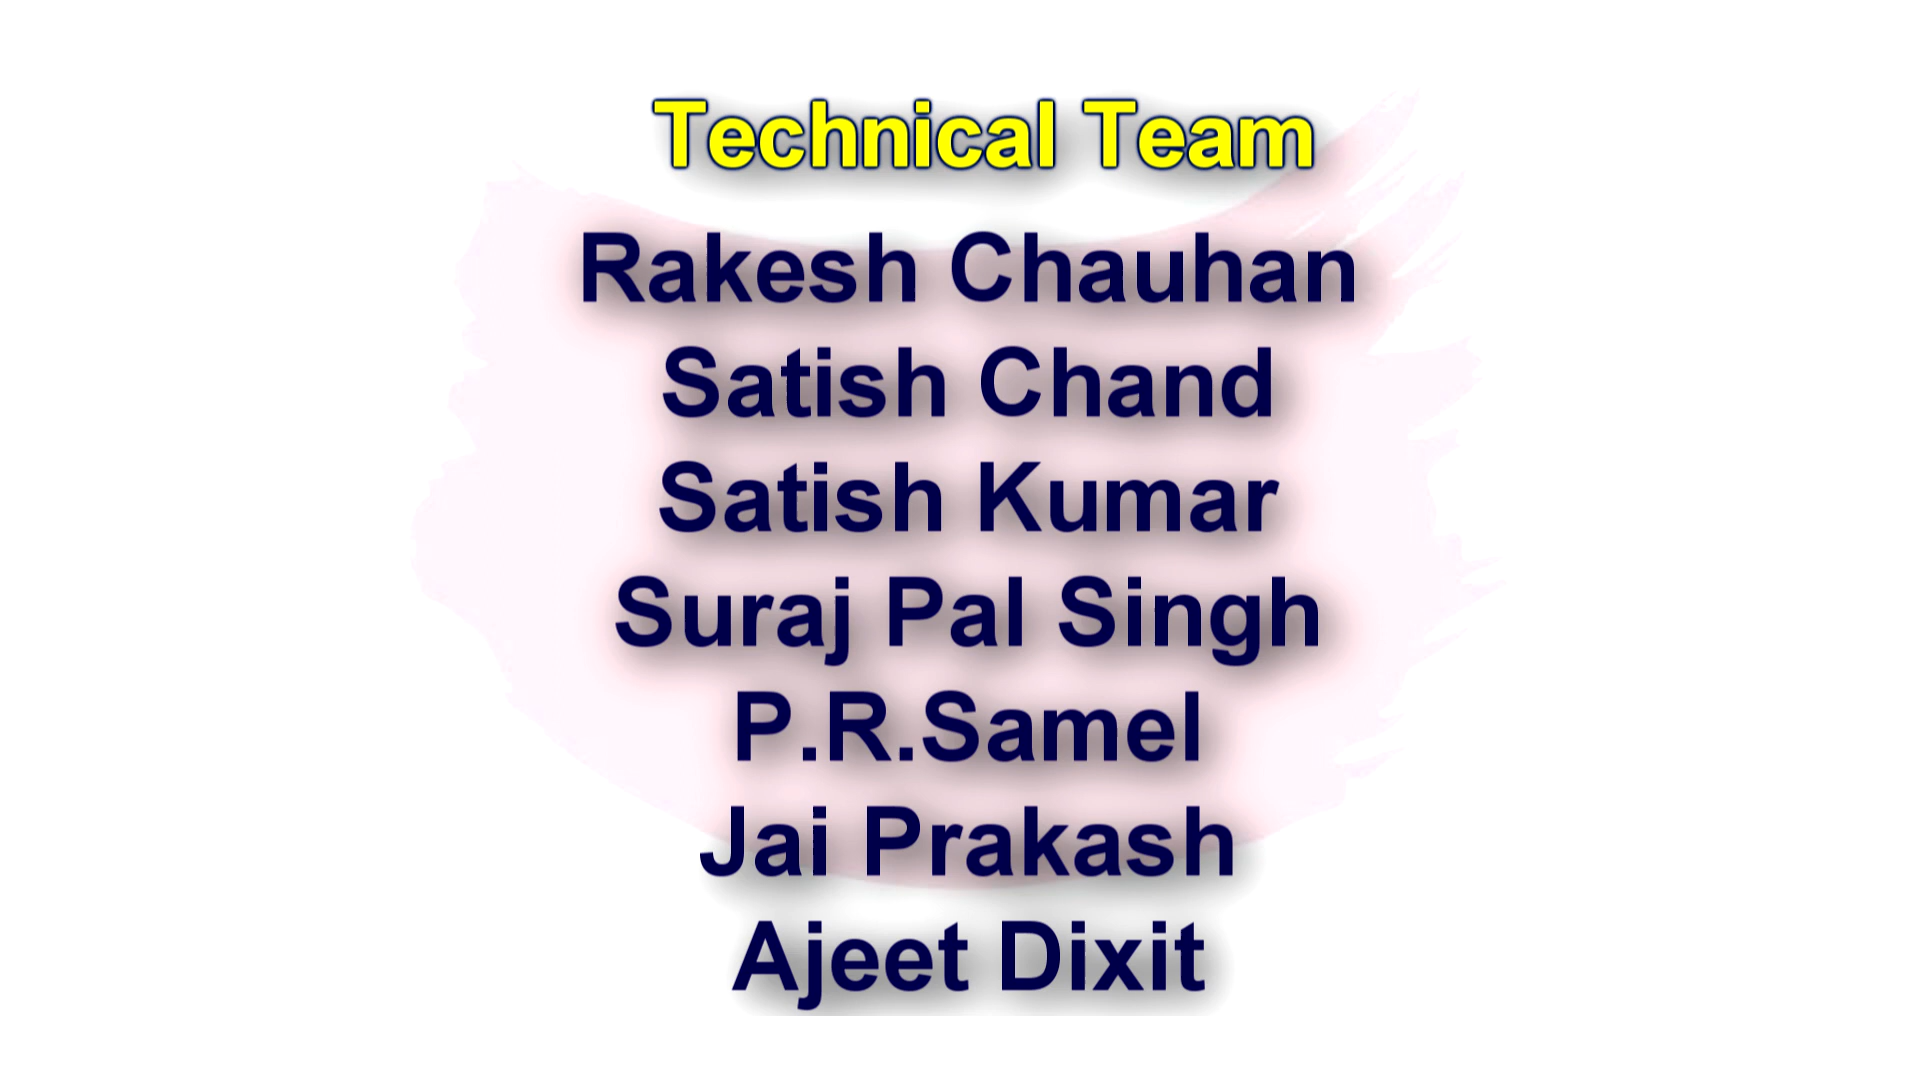 Technical Team
Rakesh Chauhan
Satish Chand
Satish Kumar
Suraj Pal Singh
P.R.Samel
Jai Prakash
Ajeet Dixit